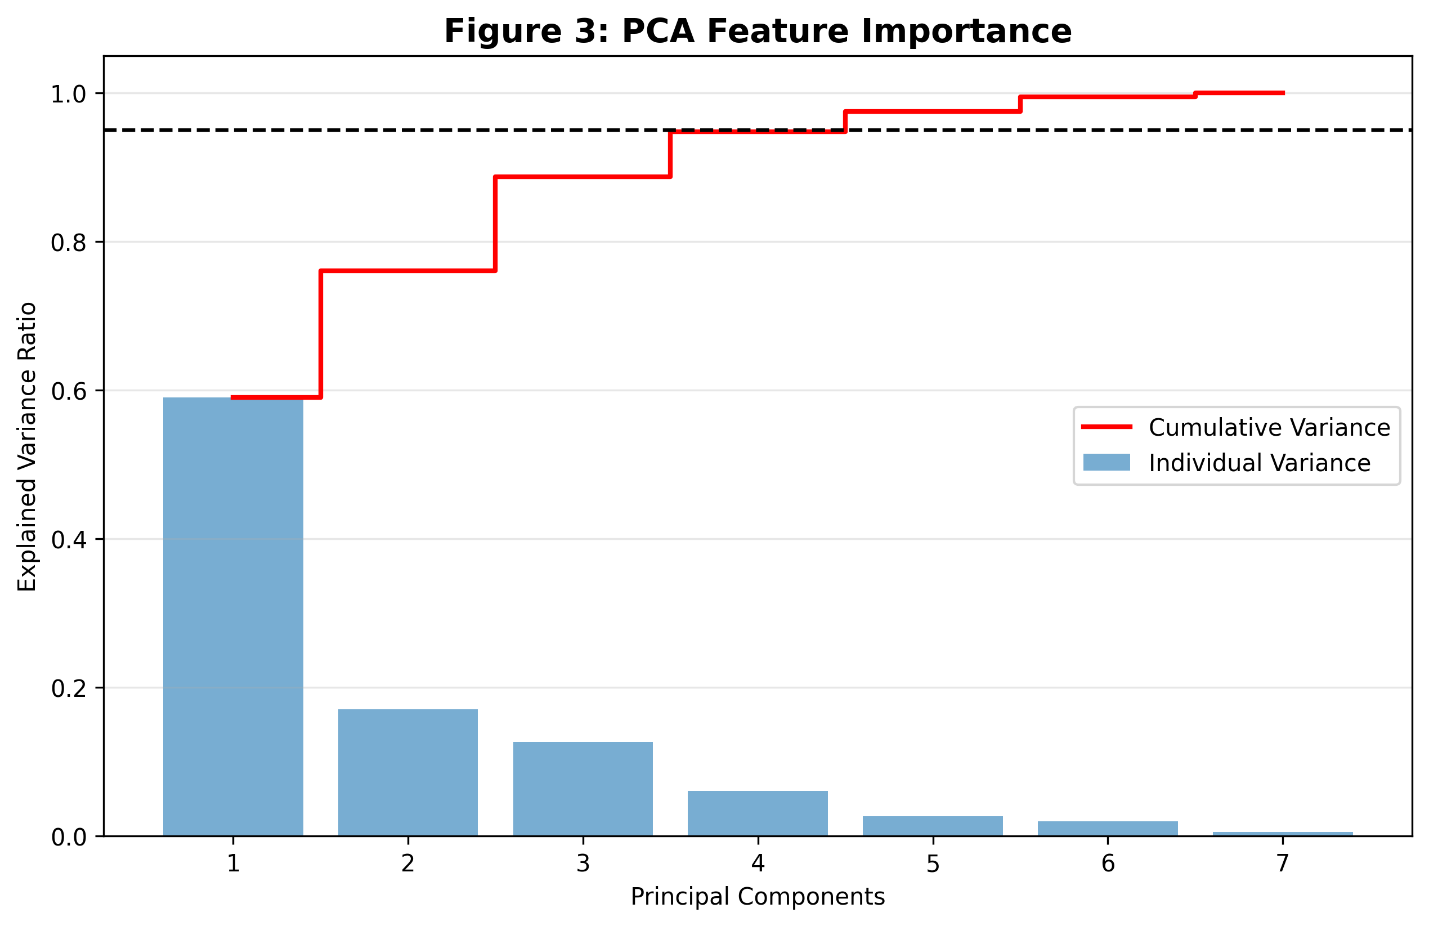 Figure 3: PCA Feature Importance
Explained Variance Ratio
1.0
0.8
0.6
0.4
0.2
0.0
Cumulative Variance
Individual Variance
1 2 3 4 5 6 7
Principal Components